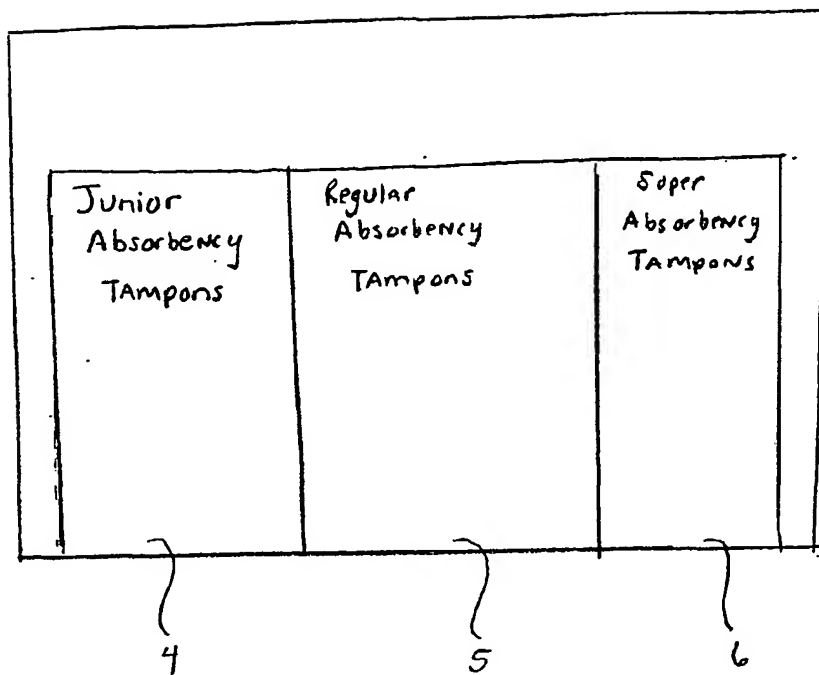 Junior
Absorbency
Tampons
Regular
Absorbency
Tampons
Soper
Absorbency
Tampons
4
5
6